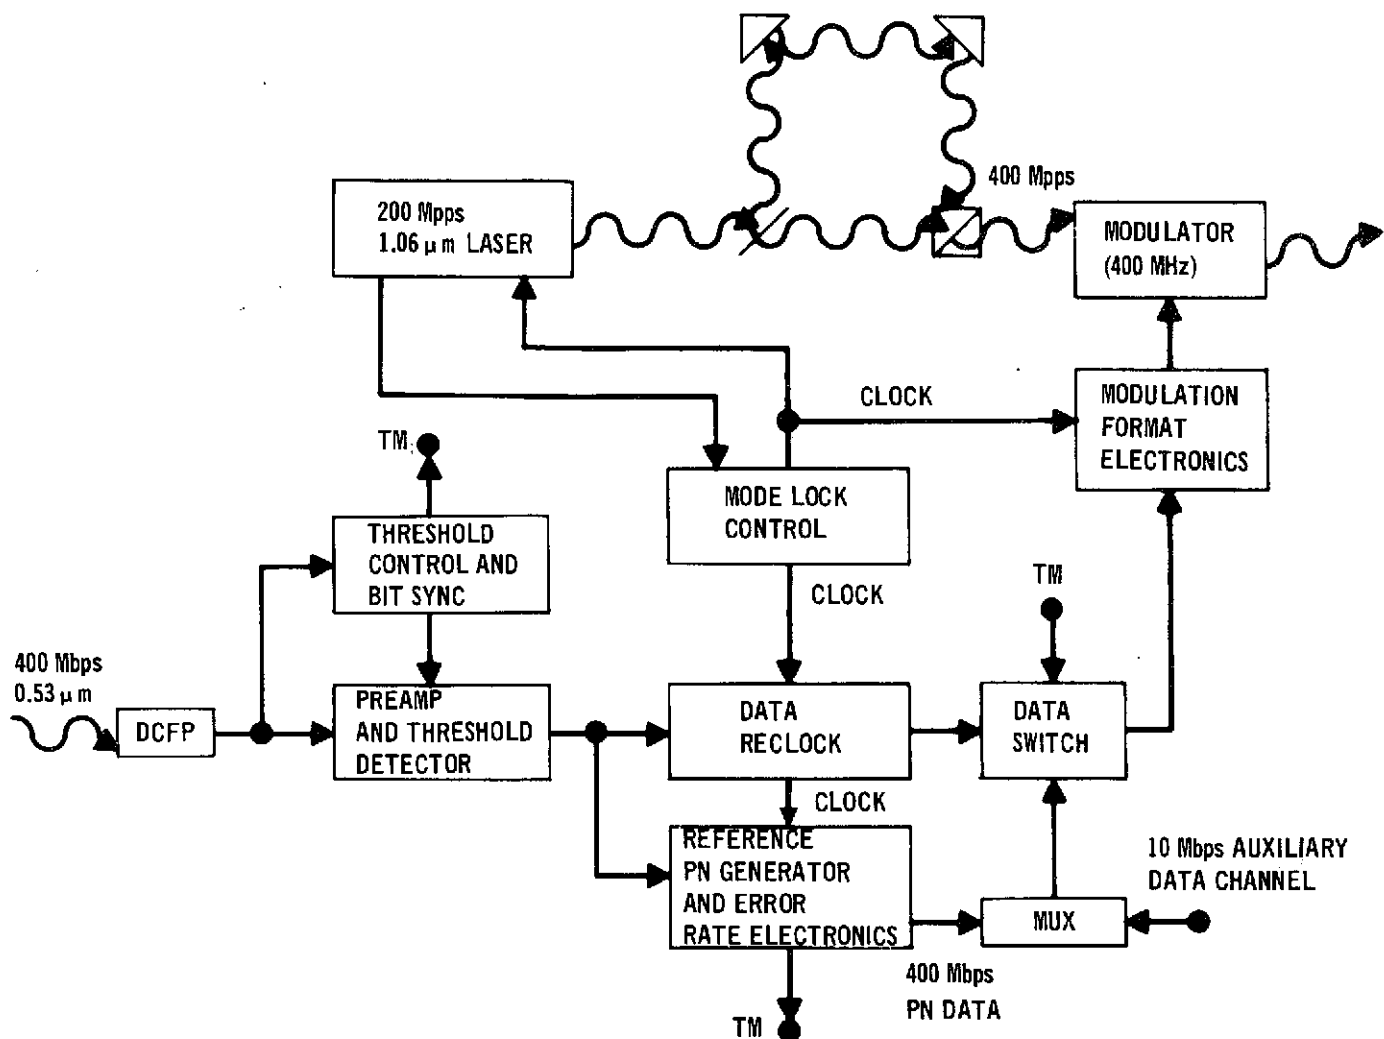 400 Mpps
200 Mpps
1.06 µm LASER
MODULATOR
(400 MHz)
CLOCK
MODULATION
FORMAT
ELECTRONICS
TM
MODE LOCK
CONTROL
THRESHOLD
CONTROL AND
BIT SYNC
CLOCK
TM
400 Mbps
0.53 µm
DCFP
PREAMP
AND THRESHOLD
DETECTOR
DATA
RECLOCK
DATA
SWITCH
CLOCK
REFERENCE
PN GENERATOR
AND ERROR
RATE ELECTRONICS
10 Mbps AUXILIARY
DATA CHANNEL
MUX
400 Mbps
PN DATA
TM